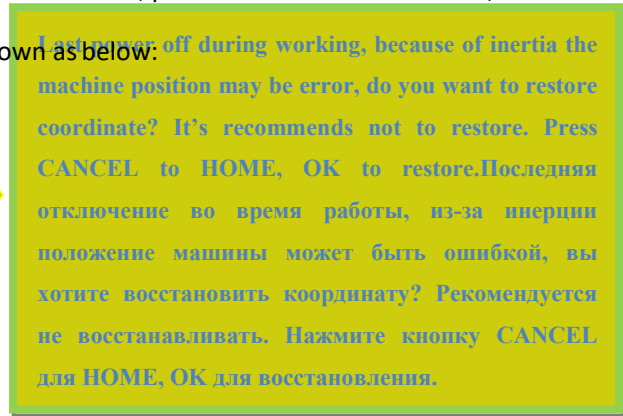 own as below:
Last power off during working, because of inertia the
machine position may be error, do you want to restore
coordinate? It’s recommends not to restore. Press
CANCEL to HOME, OK to restore.Последняя
отключение во время работы, из-за инерции
положение машины может быть ошибкой, вы
хотите восстановить координату? Рекомендуется
не восстанавливать. Нажмите кнопку CANCEL
для HOME, OK для восстановления.